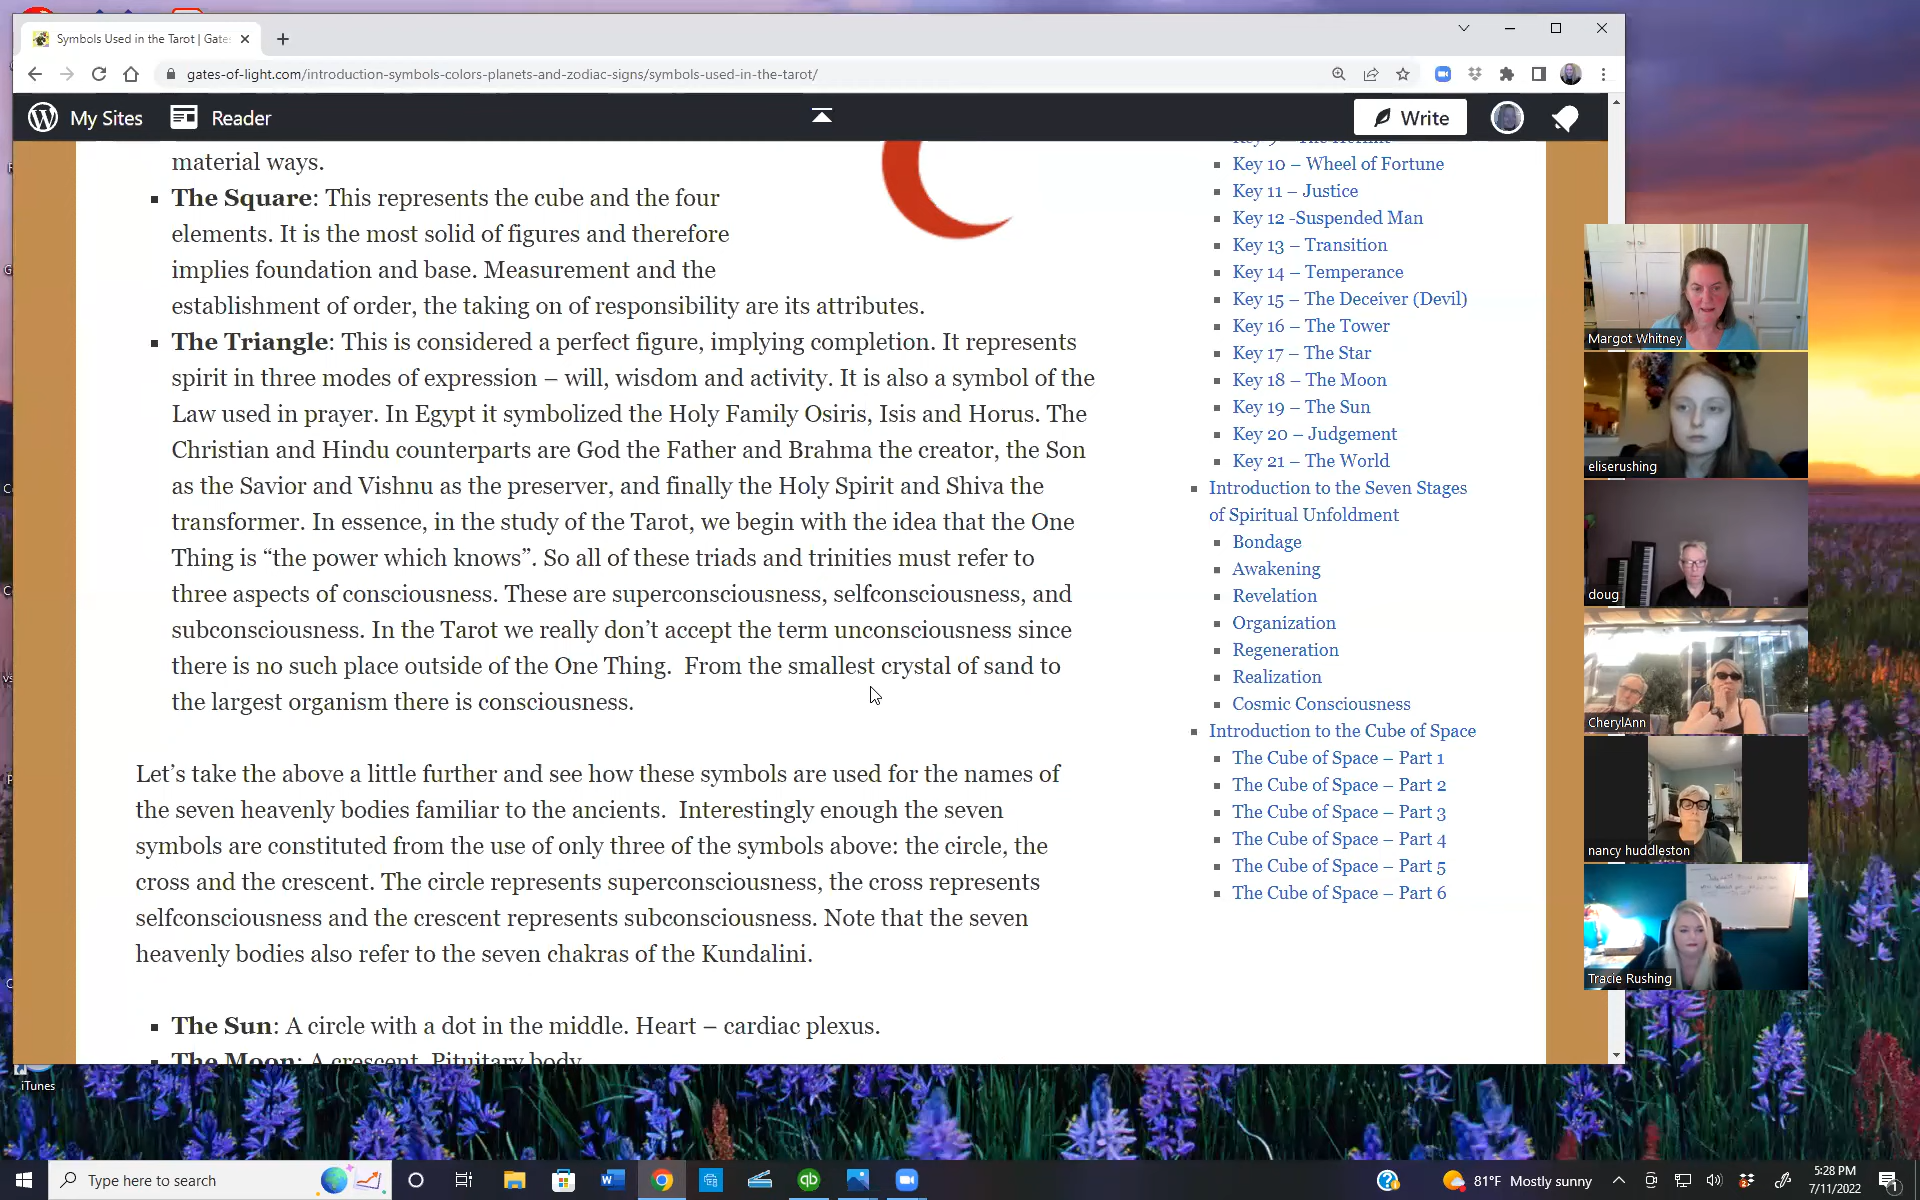 Symbols Used in the Tarot | Gate
gates-of-light.com/introduction-symbols-colors-planets-and-zodiac-signs/symbols-used-in-the-tarot/
My Sites
Reader
Write
material ways.
The Square: This represents the cube and the four
elements. It is the most solid of figures and therefore
implies foundation and base. Measurement and the
establishment of order, the taking on of responsibility are its attributes.
The Triangle: This is considered a perfect figure, implying completion. It represents
spirit in three modes of expression – will, wisdom and activity. It is also a symbol of the
Law used in prayer. In Egypt it symbolized the Holy Family Osiris, Isis and Horus. The
Christian and Hindu counterparts are God the Father and Brahma the creator, the Son
as the Savior and Vishnu as the preserver, and finally the Holy Spirit and Shiva the
transformer. In essence, in the study of the Tarot, we begin with the idea that the One
Thing is “the power which knows”. So all of these triads and trinities must refer to
three aspects of consciousness. These are superconsciousness, selfconsciousness, and
subconsciousness. In the Tarot we really don’t accept the term unconsciousness since
there is no such place outside of the One Thing.  From the smallest crystal of sand to
the largest organism there is consciousness.
Let’s take the above a little further and see how these symbols are used for the names of
the seven heavenly bodies familiar to the ancients.  Interestingly enough the seven
symbols are constituted from the use of only three of the symbols above: the circle, the
cross and the crescent. The circle represents superconsciousness, the cross represents
selfconsciousness and the crescent represents subconsciousness. Note that the seven
heavenly bodies also refer to the seven chakras of the Kundalini.
The Sun: A circle with a dot in the middle. Heart – cardiac plexus.
The Moon: A crescent. Pituitary body
Key 9 – The Hermit
Key 10 – Wheel of Fortune
Key 11 – Justice
Key 12 -Suspended Man
Key 13 – Transition
Key 14 – Temperance
Key 15 – The Deceiver (Devil)
Key 16 – The Tower
Key 17 – The Star
Key 18 – The Moon
Key 19 – The Sun
Key 20 – Judgement
Key 21 – The World
Introduction to the Seven Stages
of Spiritual Unfoldment
Bondage
Awakening
Revelation
Organization
Regeneration
Realization
Cosmic Consciousness
Introduction to the Cube of Space
The Cube of Space – Part 1
The Cube of Space – Part 2
The Cube of Space – Part 3
The Cube of Space – Part 4
The Cube of Space – Part 5
The Cube of Space – Part 6
Margot Whitney
eliserushing
doug
CherylAnn
nancy huddleston
Tracie Rushing
iTunes
Type here to search
81°F Mostly sunny
5:28 PM
7/11/2022
1